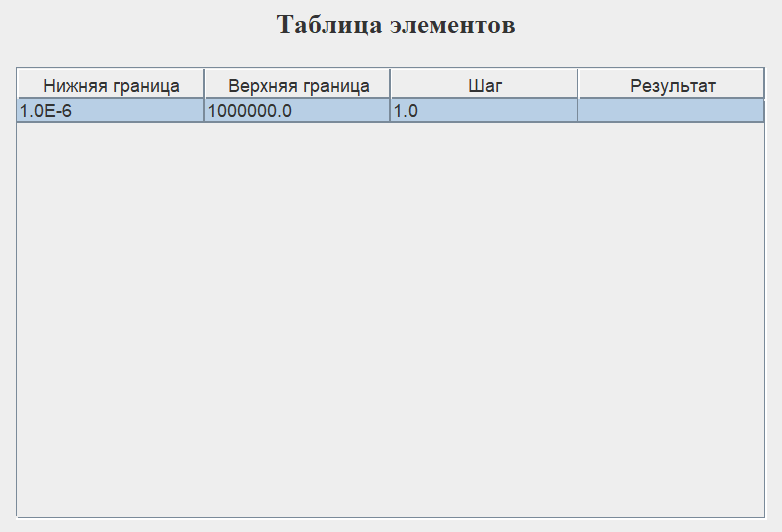 Таблица элементов
Нижняя граница Верхняя граница Шаг Результат
1.0E-6 1000000.0 1.0